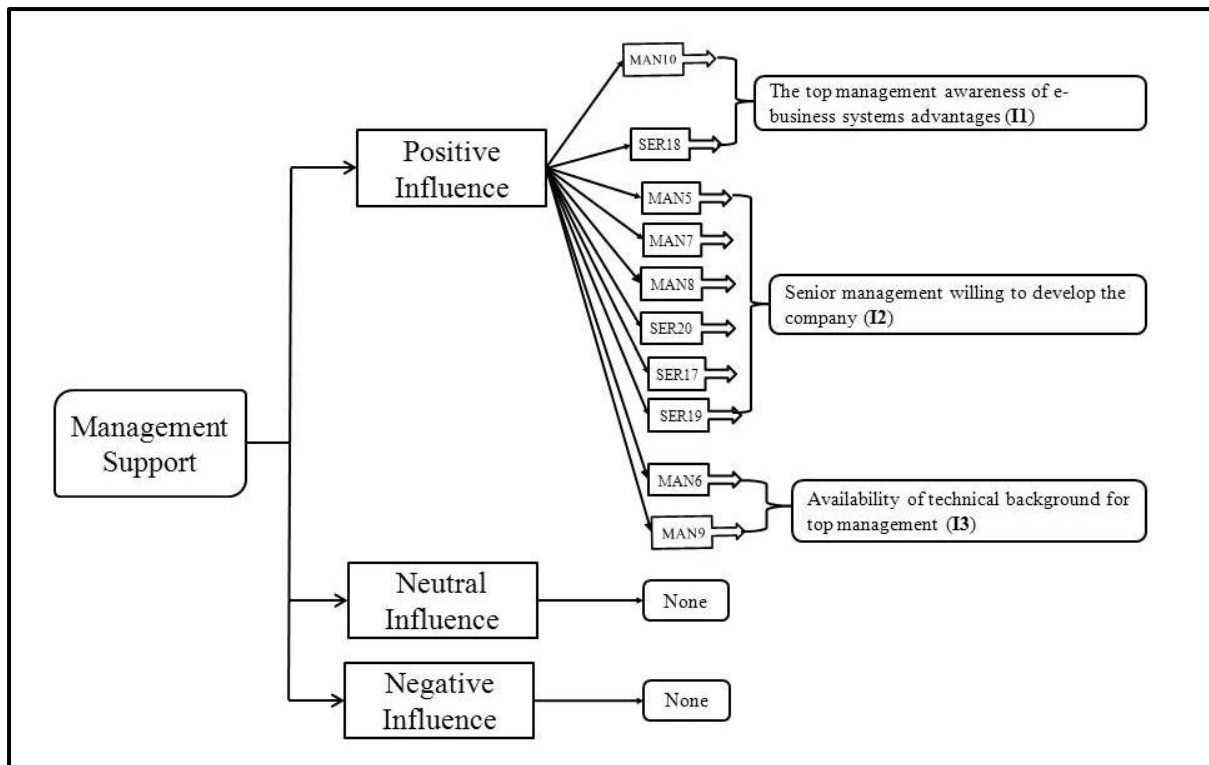 MAN10
The top management awareness of e-
business systems advantages (I1)
Positive
Influence
SER18
MAN5
MAN7
MAN8
Senior management willing to develop the
company (I2)
SER20
SER17
SER19
Management
Support
MAN6
Availability of technical background for
top management (I3)
MAN9
Neutral
Influence
None
Negative
Influence
None